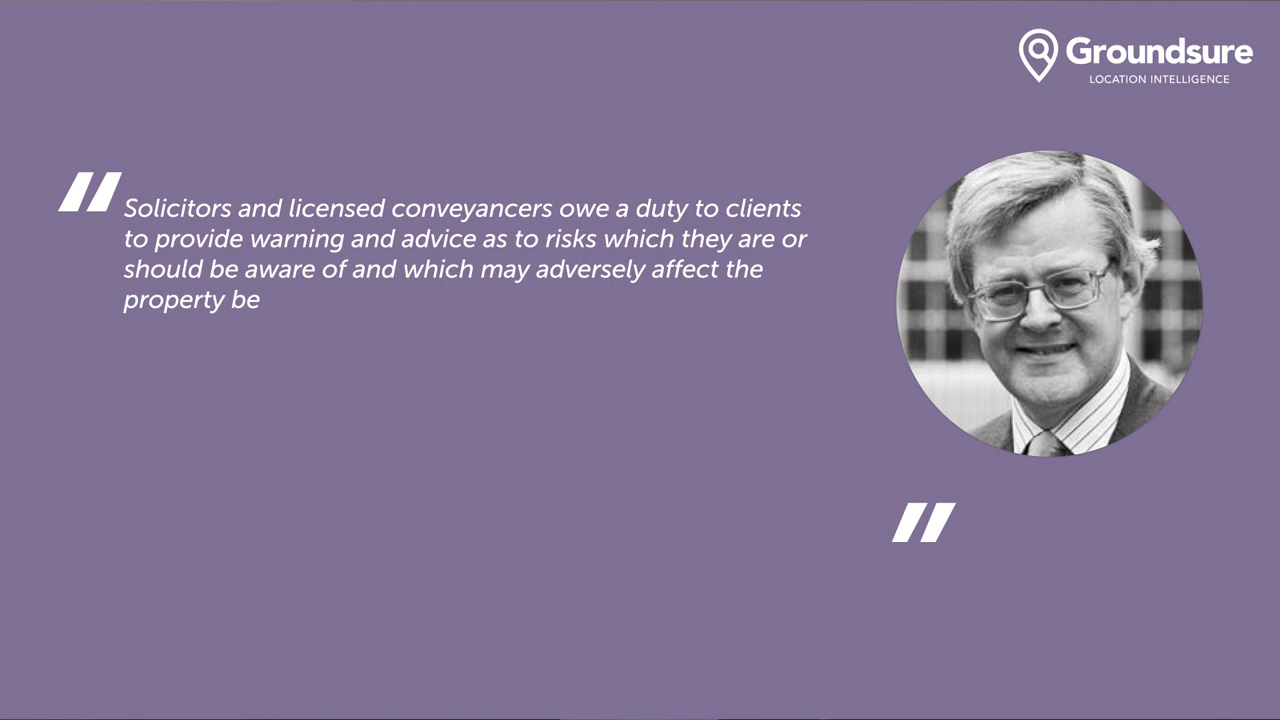 Groundsure
LOCATION INTELLIGENCE
Solicitors and licensed conveyancers owe a duty to clients
to provide warning and advice as to risks which they are or
should be aware of and which may adversely affect the
property be